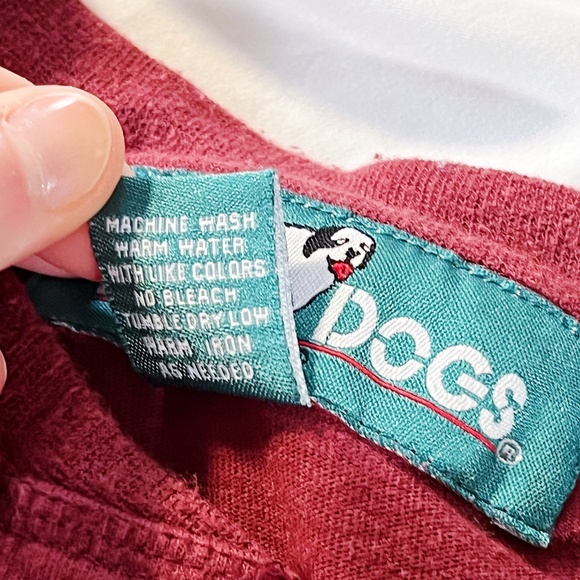 MACHINE WASH
WARM WATER
WITH LIKE COLORS
NO BLEACH
TUMBLE DRY LOW
WARM IRON
AS NEEDED
DOGS®